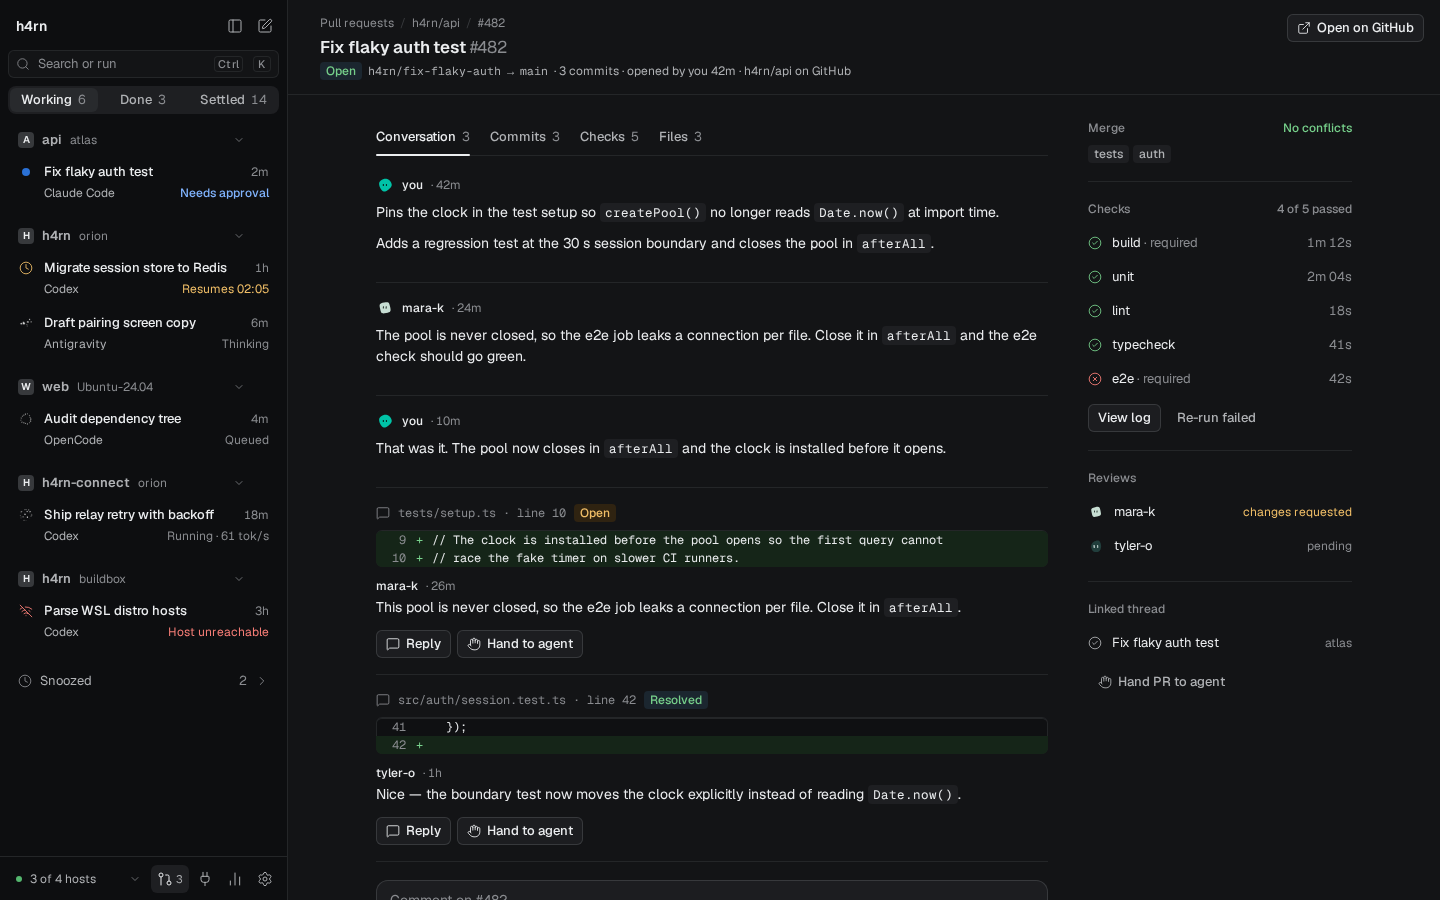 h4rn
Search or run Ctrl K
Working 6 Done 3 Settled 14
A api atlas
Fix flaky auth test 2m
Claude Code Needs approval
H h4rn orion
Migrate session store to Redis 1h
Codex Resumes 02:05
Draft pairing screen copy 6m
Antigravity Thinking
W web Ubuntu-24.04
Audit dependency tree 4m
OpenCode Queued
H h4rn-connect orion
Ship relay retry with backoff 18m
Codex Running · 61 tok/s
H h4rn buildbox
Parse WSL distro hosts 3h
Codex Host unreachable
Snoozed 2
3 of 4 hosts 3
Pull requests / h4rn/api / #482
Fix flaky auth test #482
Open h4rn/fix-flaky-auth → main · 3 commits · opened by you 42m · h4rn/api on GitHub
Open on GitHub
Conversation 3 Commits 3 Checks 5 Files 3
you · 42m
Pins the clock in the test setup so createPool() no longer reads Date.now() at import time.
Adds a regression test at the 30 s session boundary and closes the pool in afterAll.
mara-k · 24m
The pool is never closed, so the e2e job leaks a connection per file. Close it in afterAll and the e2e
check should go green.
you · 10m
That was it. The pool now closes in afterAll and the clock is installed before it opens.
tests/setup.ts · line 10 Open
9 + // The clock is installed before the pool opens so the first query cannot
10 + // race the fake timer on slower CI runners.
mara-k · 26m
This pool is never closed, so the e2e job leaks a connection per file. Close it in afterAll.
Reply Hand to agent
src/auth/session.test.ts · line 42 Resolved
41 });
42 +
tyler-o · 1h
Nice — the boundary test now moves the clock explicitly instead of reading Date.now().
Reply Hand to agent
Comment on #482
Merge No conflicts
tests auth
Checks 4 of 5 passed
build · required 1m 12s
unit 2m 04s
lint 18s
typecheck 41s
e2e · required 42s
View log Re-run failed
Reviews
mara-k changes requested
tyler-o pending
Linked thread
Fix flaky auth test atlas
Hand PR to agent